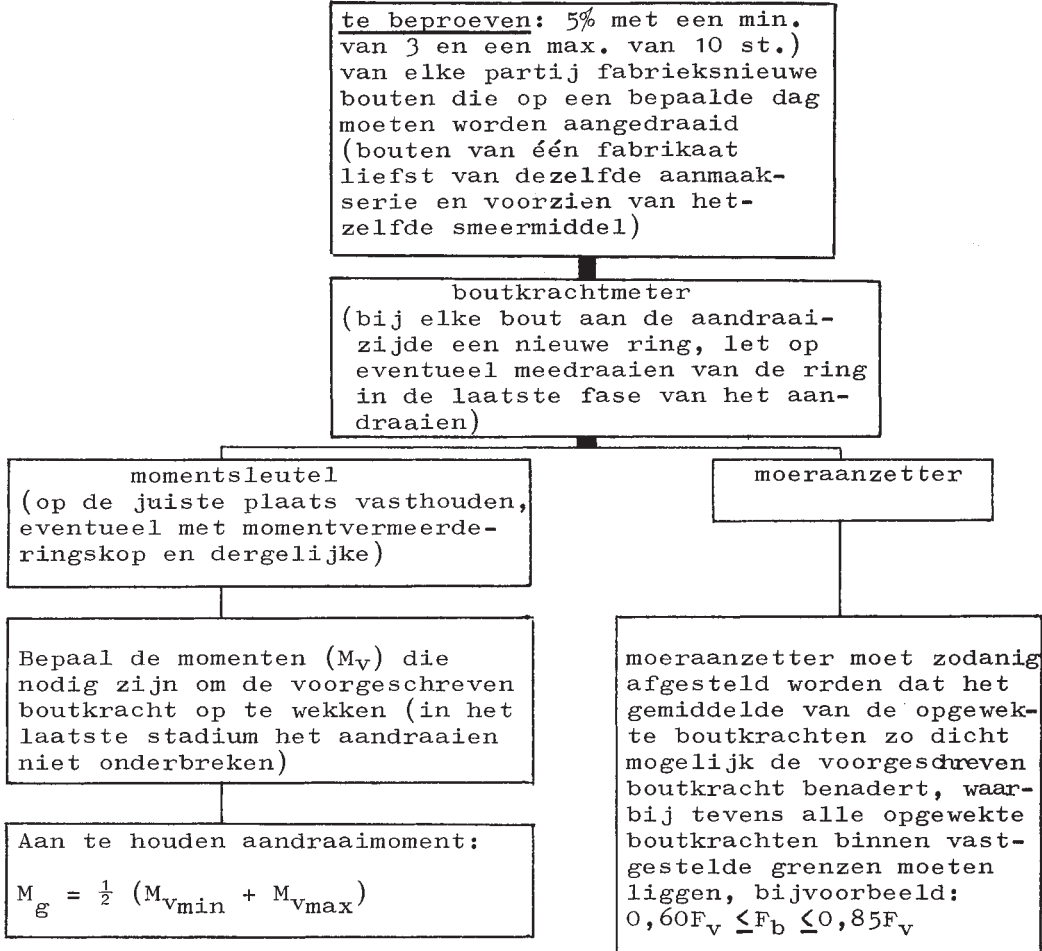 te beproeven: 5% met een min.
van 3 en een max. van 10 st.)
van elke partij fabrieksnieuwe
bouten die op een bepaalde dag
moeten worden aangedraaid
(bouten van één fabrikaat
liefst van dezelfde aanmaak-
serie en voorzien van het-
zelfde smeermiddel)
boutkrachtmeter
(bij elke bout aan de aandraai-
zijde een nieuwe ring, let op
eventueel meedraaien van de ring
in de laatste fase van het aan-
draaien)
momentsleutel
(op de juiste plaats vasthouden,
eventueel met momentvermeerde-
ringskop en dergelijke)
Bepaal de momenten (Mv) die
nodig zijn om de voorgeschreven
boutkracht op te wekken (in het
laatste stadium het aandraaien
niet onderbreken)
Aan te houden aandraaimoment:
Mg = ½ (Mvmin + Mvmax)
moeraanzetter
moeraanzetter moet zodanig
afgesteld worden dat het
gemiddelde van de opgewek-
te boutkrachten zo dicht
mogelijk de voorgeschreven
boutkracht benadert, waar-
bij tevens alle opgewekte
boutkrachten binnen vast-
gestelde grenzen moeten
liggen, bijvoorbeeld:
0,60Fv ≤Fb ≤0,85Fv